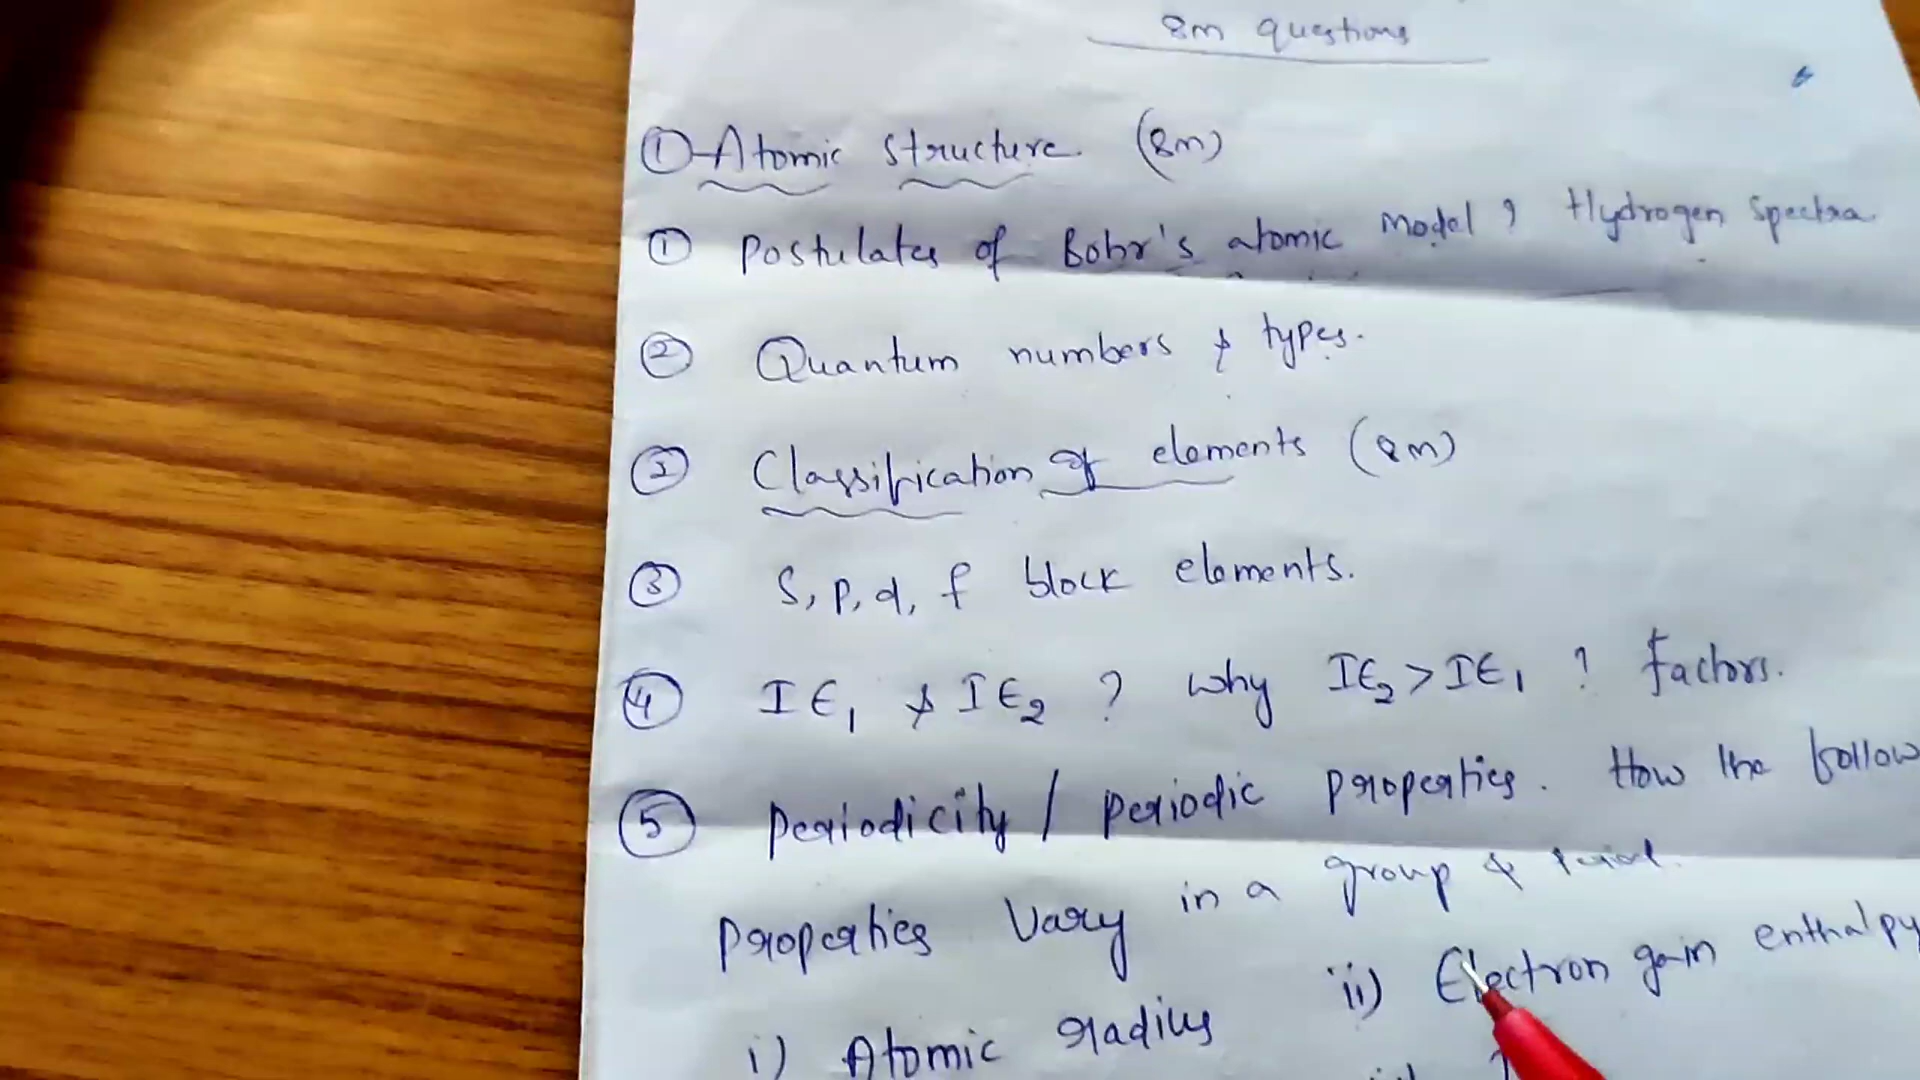 8m questions
① Atomic structure (8m)
① Postulates of Bohr's atomic model, Hydrogen Spectra
② Quantum numbers & types.
② Classification of elements (8m)
③ S, p, d, f block elements.
④ IE₁ & IE₂ ? Why IE₂ > IE₁ ? factors.
⑤ Periodicity / periodic properties. How the follow
properties vary in a group & period.
i) Atomic radius ii) Electron gain enthalpy